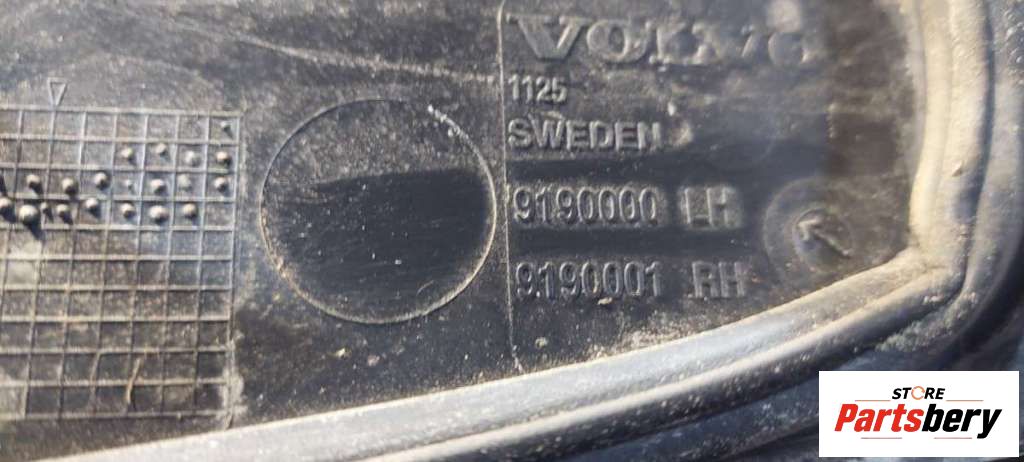 VOLVO
1125
SWEDEN
9190000 LH
9190001 RH
STORE
Partsbery